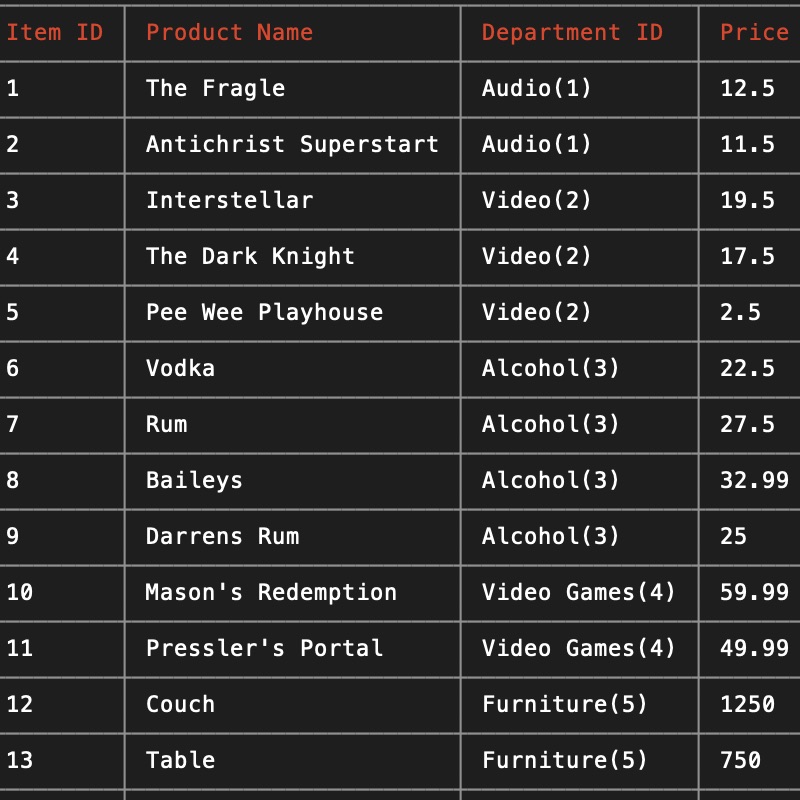 Item ID Product Name Department ID Price
1 The Fragle Audio(1) 12.5
2 Antichrist Superstart Audio(1) 11.5
3 Interstellar Video(2) 19.5
4 The Dark Knight Video(2) 17.5
5 Pee Wee Playhouse Video(2) 2.5
6 Vodka Alcohol(3) 22.5
7 Rum Alcohol(3) 27.5
8 Baileys Alcohol(3) 32.99
9 Darrens Rum Alcohol(3) 25
10 Mason's Redemption Video Games(4) 59.99
11 Pressler's Portal Video Games(4) 49.99
12 Couch Furniture(5) 1250
13 Table Furniture(5) 750